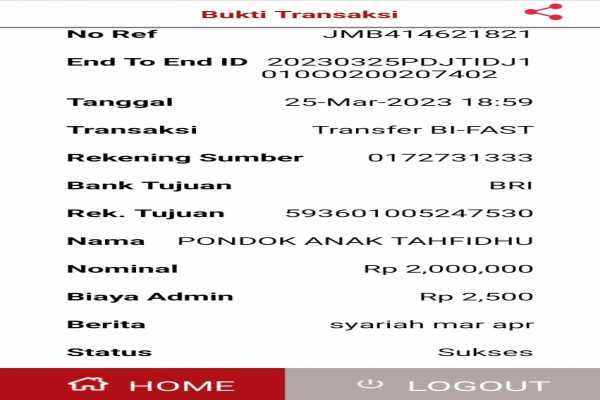 Bukti Transaksi
No Ref JMB414621821
End To End ID 20230325PDJTIDJ1
010O0200207402
Tanggal 25-Mar-2023 18:59
Transaksi Transfer BI-FAST
Rekening Sumber 0172731333
Bank Tujuan BRI
Rek. Tujuan 593601005247530
Nama PONDOK ANAK TAHFIDHU
Nominal Rp 2,000,000
Biaya Admin Rp 2,500
Berita syariah mar apr
Status Sukses
HOME LOGOUT